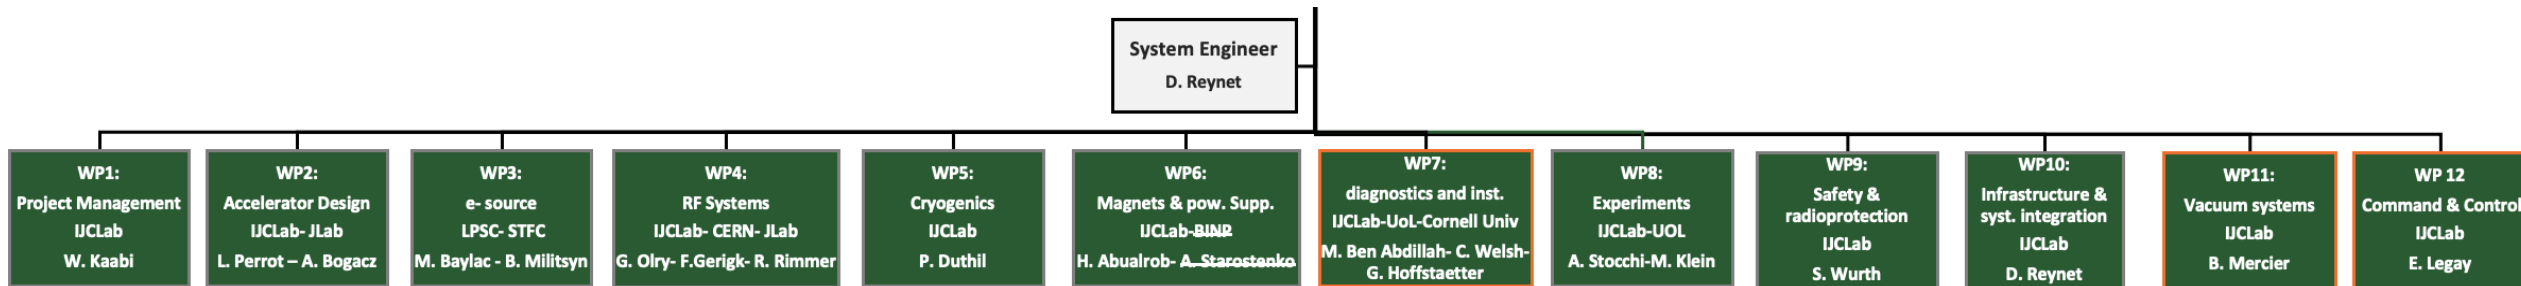 System Engineer
D. Reynet
WP1:
Project Management
IJCLab
W. Kaabi
WP2:
Accelerator Design
IJCLab- JLab
L. Perrot – A. Bogacz
WP3:
e- source
LPSC- STFC
M. Baylac - B. Militsyn
WP4:
RF Systems
IJCLab- CERN- JLab
G. Olry- F.Gerigk- R. Rimmer
WP5:
Cryogenics
IJCLab
P. Duthil
WP6:
Magnets & pow. Supp.
IJCLab-BINP
H. Abualrob- A. Starostenko
WP7:
diagnostics and inst.
IJCLab-UoL-Cornell Univ
M. Ben Abdillah- C. Welsh-
G. Hoffstaetter
WP8:
Experiments
IJCLab-UOL
A. Stocchi-M. Klein
WP9:
Safety &
radioprotection
IJCLab
S. Wurth
WP10:
Infrastructure &
syst. integration
IJCLab
D. Reynet
WP11:
Vacuum systems
IJCLab
B. Mercier
WP 12
Command & Control
IJCLab
E. Legay